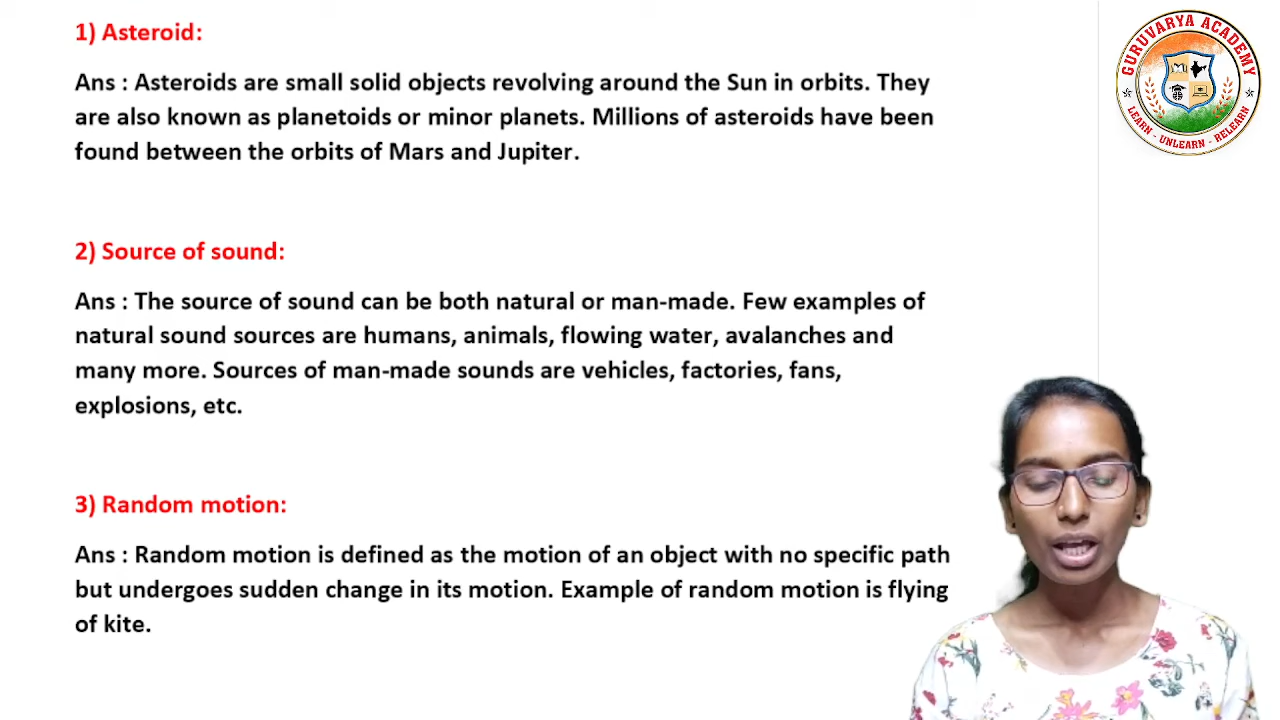 1) Asteroid:
Ans : Asteroids are small solid objects revolving around the Sun in orbits. They
are also known as planetoids or minor planets. Millions of asteroids have been
found between the orbits of Mars and Jupiter.
2) Source of sound:
Ans : The source of sound can be both natural or man-made. Few examples of
natural sound sources are humans, animals, flowing water, avalanches and
many more. Sources of man-made sounds are vehicles, factories, fans,
explosions, etc.
3) Random motion:
Ans : Random motion is defined as the motion of an object with no specific path
but undergoes sudden change in its motion. Example of random motion is flying
of kite.
GURUVARYA ACADEMY
LEARN - UNLEARN - RELEARN